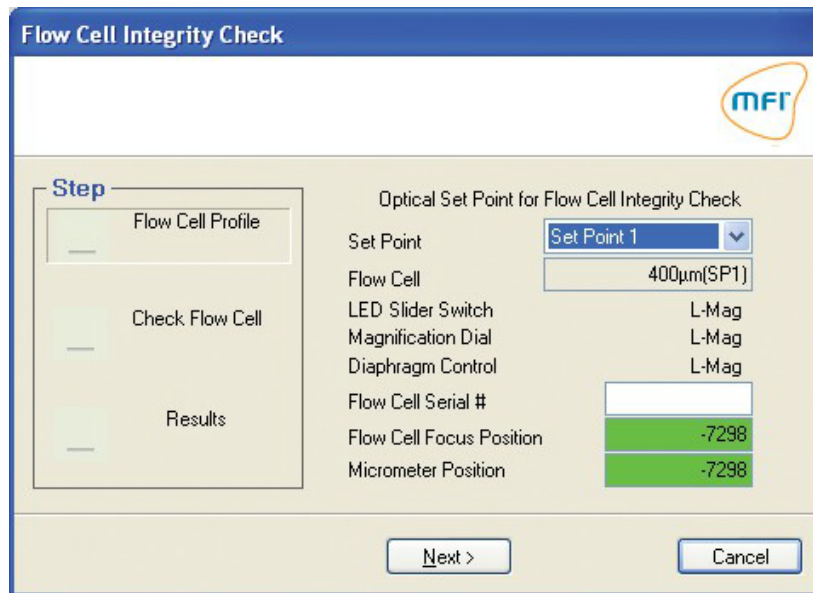 Flow Cell Integrity Check
MFI
Step
Flow Cell Profile
Check Flow Cell
Results
Optical Set Point for Flow Cell Integrity Check
Set Point Set Point 1
Flow Cell 400µm(SP1)
LED Slider Switch L-Mag
Magnification Dial L-Mag
Diaphragm Control L-Mag
Flow Cell Serial #
Flow Cell Focus Position -7298
Micrometer Position -7298
Next > Cancel